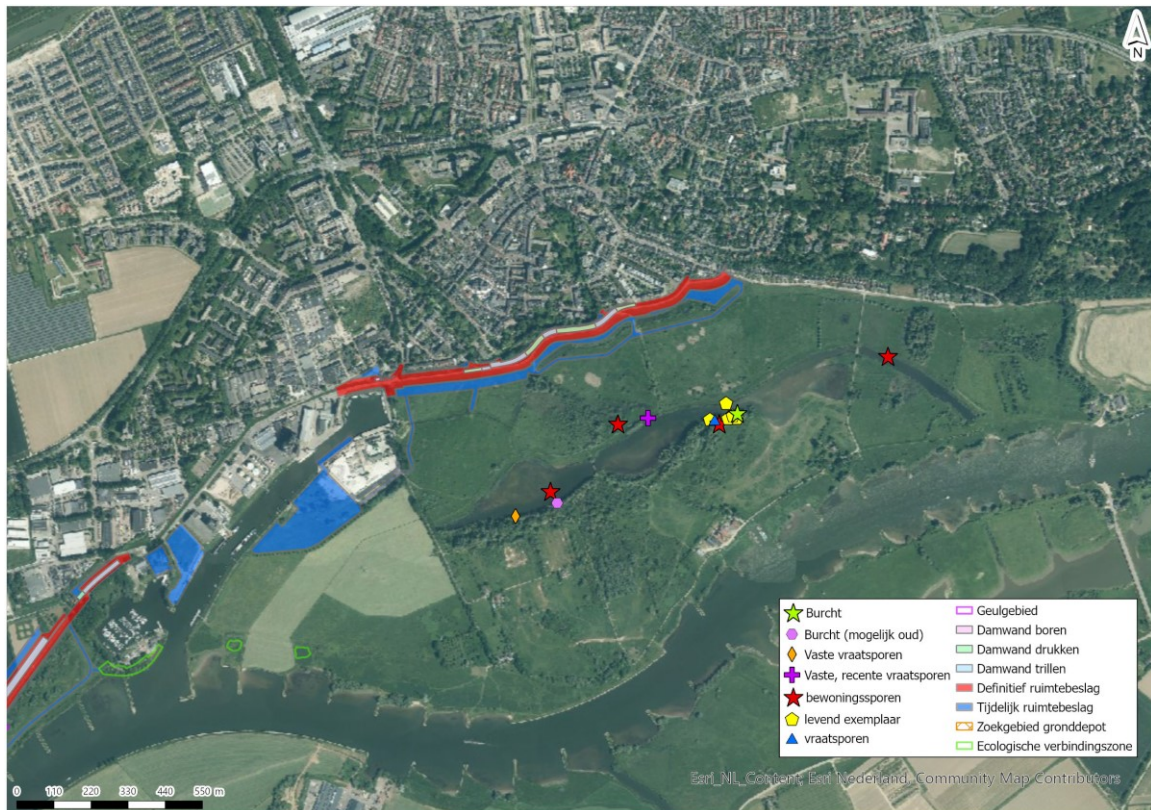 N
Burcht
Burcht (mogelijk oud)
Vaste vraatsporen
Vaste, recente vraatsporen
bewoningssporen
levend exemplaar
vraatsporen
Geulgebied
Damwand boren
Damwand drukken
Damwand trillen
Definitief ruimtebeslag
Tijdelijk ruimtebeslag
Zoekgebied gronddepot
Ecologische verbindingszone
Esri_NL_Content, Esri Nederland, Community Map Contributors
0 110 220 330 440 550 m